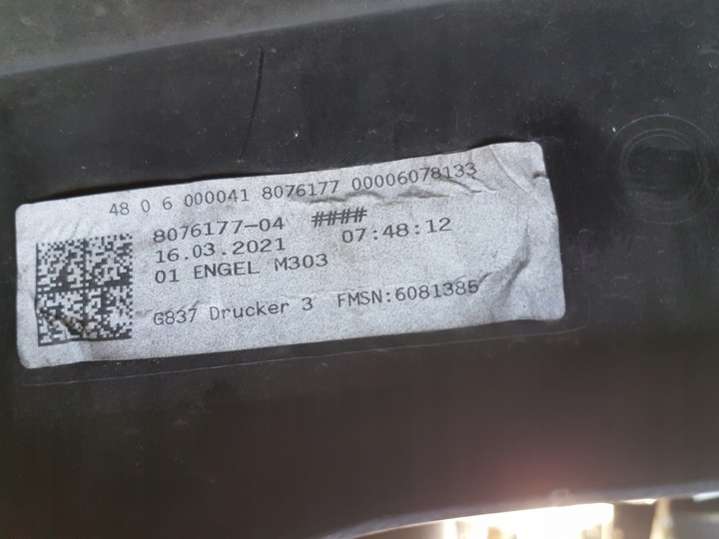 48 0 6 000041 8076177 00006078133
8076177-04 ####
16.03.2021 07:48:12
01 ENGEL M303
G837 Drucker 3 FMSN:6081385